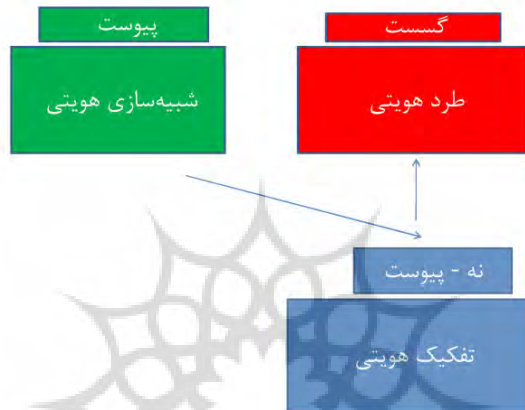 گسست
پیوست
طرد هویتی
شبیه‌سازی هویتی
نه - پیوست
تفکیک هویتی